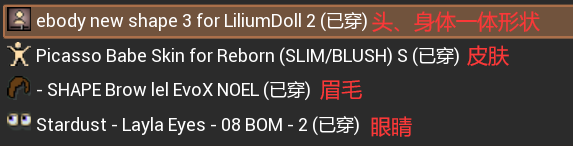 ebody new shape 3 for LiliumDoll 2 (已穿) 头、身体一体形状
Picasso Babe Skin for Reborn (SLIM/BLUSH) S (已穿) 皮肤
- SHAPE Brow lel EvoX NOEL (已穿) 眉毛
Stardust - Layla Eyes - 08 BOM - 2 (已穿) 眼睛